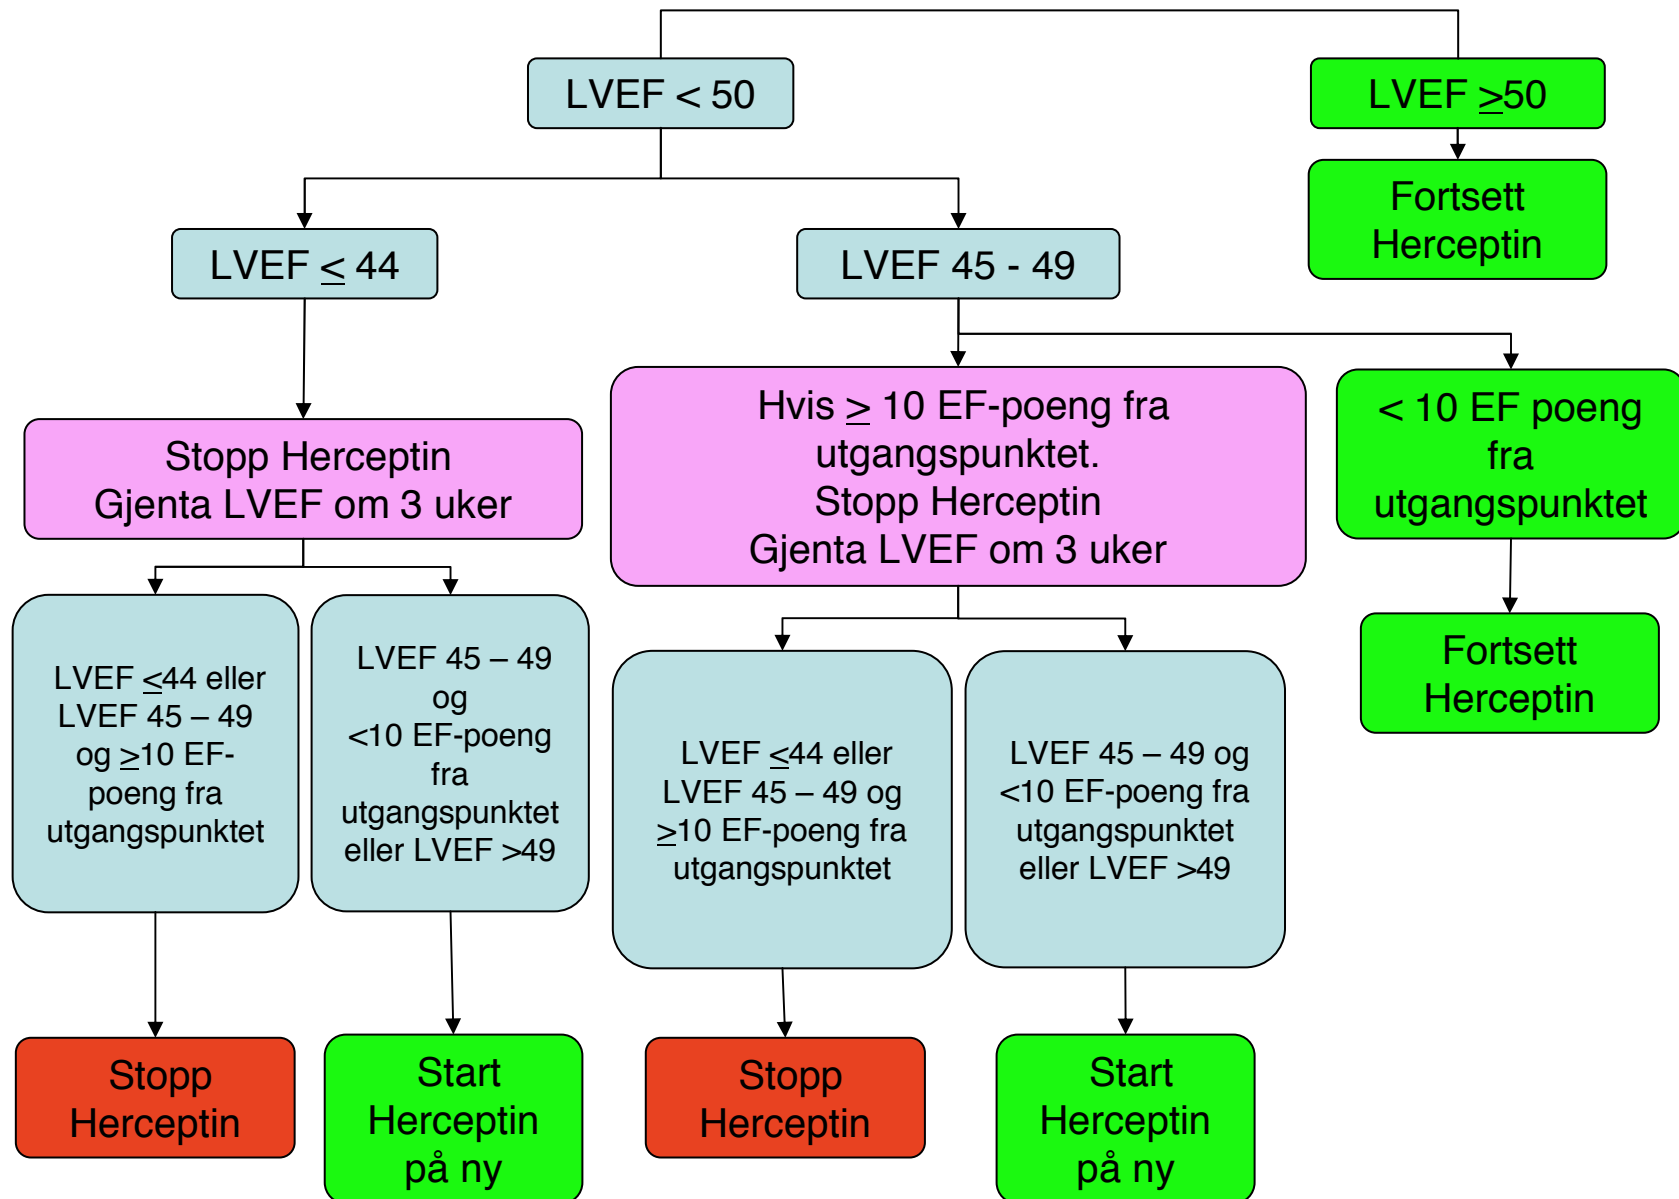 LVEF < 50
LVEF ≥50
Fortsett
Herceptin
LVEF ≤ 44
LVEF 45 - 49
Stopp Herceptin
Gjenta LVEF om 3 uker
Hvis ≥ 10 EF-poeng fra
utgangspunktet.
Stopp Herceptin
Gjenta LVEF om 3 uker
< 10 EF poeng
fra
utgangspunktet
LVEF ≤44 eller
LVEF 45 – 49
og ≥10 EF-
poeng fra
utgangspunktet
LVEF 45 – 49
og
<10 EF-poeng
fra
utgangspunktet
eller LVEF >49
LVEF ≤44 eller
LVEF 45 – 49 og
≥10 EF-poeng fra
utgangspunktet
LVEF 45 – 49 og
<10 EF-poeng fra
utgangspunktet
eller LVEF >49
Fortsett
Herceptin
Stopp
Herceptin
Start
Herceptin
på ny
Stopp
Herceptin
Start
Herceptin
på ny